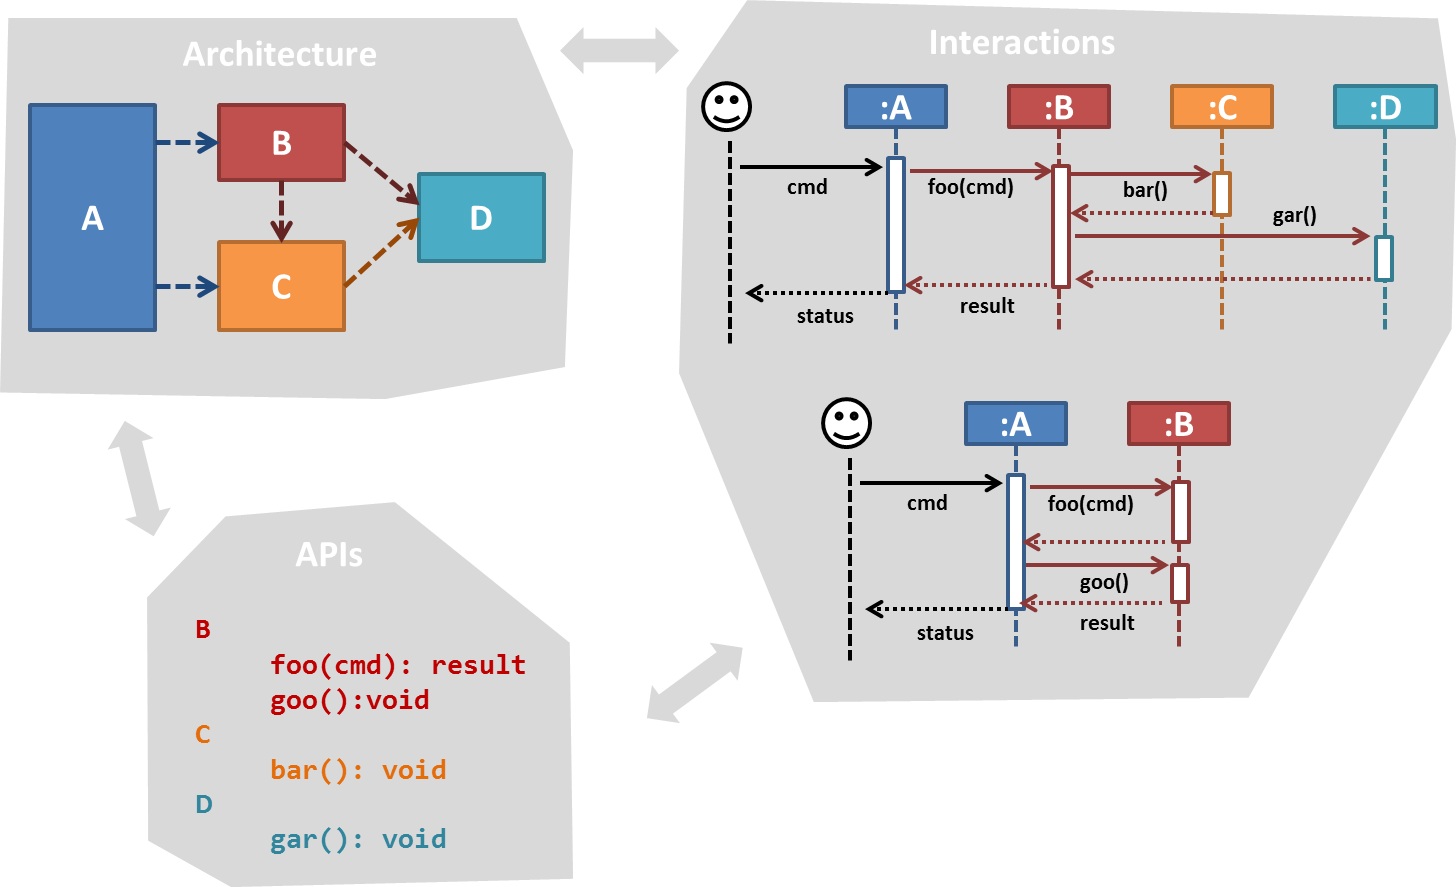 Architecture
A
B
C
D
Interactions
:A
:B
:C
:D
cmd
foo(cmd)
bar()
gar()
result
status
:A
:B
cmd
foo(cmd)
goo()
result
status
APIs
B
foo(cmd): result
goo():void
C
bar(): void
D
gar(): void